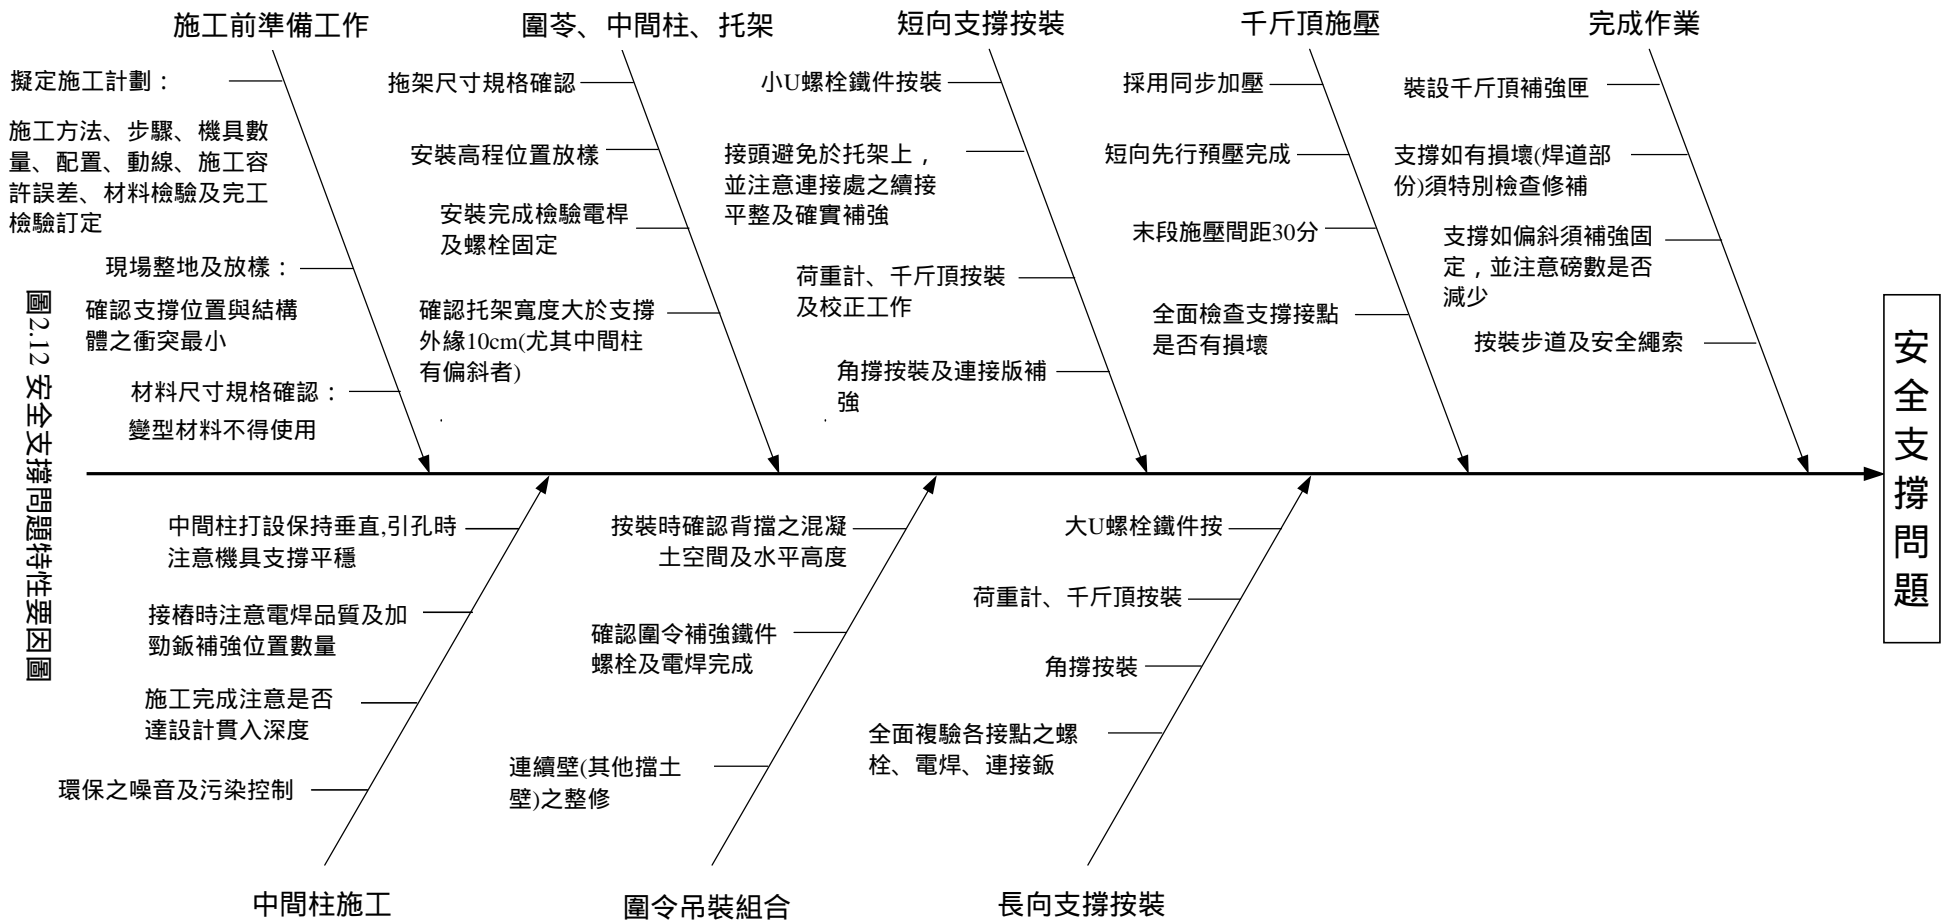 施工前準備工作
擬定施工計劃：
施工方法、步驟、機具數
量、配置、動線、施工容
許誤差、材料檢驗及完工
檢驗訂定
現場整地及放樣：
確認支撐位置與結構
體之衝突最小
材料尺寸規格確認：
變型材料不得使用
圍苓、中間柱、托架
拖架尺寸規格確認
安裝高程位置放樣
安裝完成檢驗電桿
及螺栓固定
確認托架寬度大於支撐
外緣10cm(尤其中間柱
有偏斜者)
短向支撐按裝
小U螺栓鐵件按裝
接頭避免於托架上，
並注意連接處之續接
平整及確實補強
荷重計、千斤頂按裝
及校正工作
角撐按裝及連接版補
強
千斤頂施壓
採用同步加壓
短向先行預壓完成
末段施壓間距30分
全面檢查支撐接點
是否有損壞
完成作業
裝設千斤頂補強匣
支撐如有損壞(焊道部
份)須特別檢查修補
支撐如偏斜須補強固
定，並注意磅數是否
減少
按裝步道及安全繩索
安全支撐問題
中間柱打設保持垂直,引孔時
注意機具支撐平穩
接樁時注意電焊品質及加
勁鈑補強位置數量
施工完成注意是否
達設計貫入深度
環保之噪音及污染控制
中間柱施工
按裝時確認背擋之混凝
土空間及水平高度
確認圍令補強鐵件
螺栓及電焊完成
連續壁(其他擋土
壁)之整修
圍令吊裝組合
大U螺栓鐵件按
荷重計、千斤頂按裝
角撐按裝
全面複驗各接點之螺
栓、電焊、連接鈑
長向支撐按裝
圖2.12 安全支撐問題特性要因圖